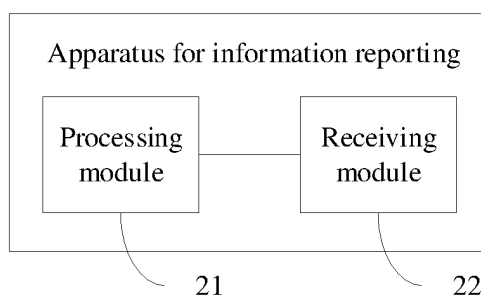 Apparatus for information reporting
Processing
module
Receiving
module
21
22